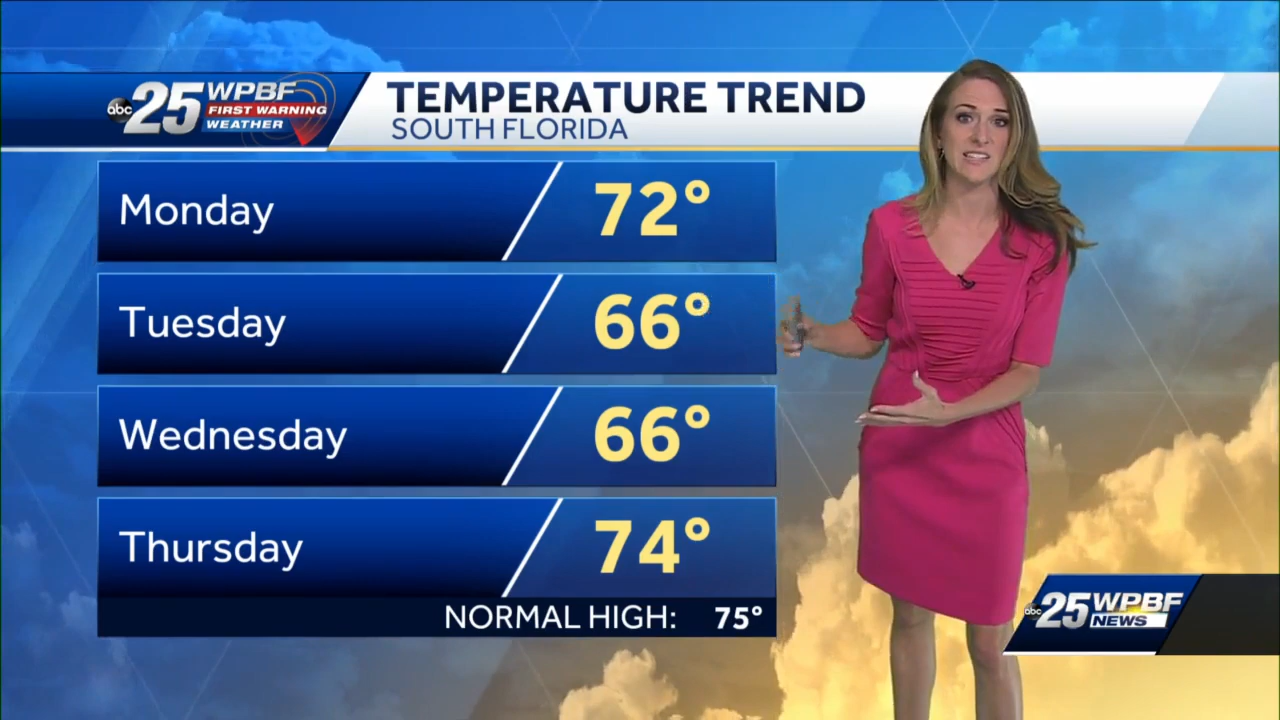 abc 25 WPBF
FIRST WARNING
WEATHER
TEMPERATURE TREND
SOUTH FLORIDA
Monday 72°
Tuesday 66°
Wednesday 66°
Thursday 74°
NORMAL HIGH: 75°
abc 25 WPBF
NEWS